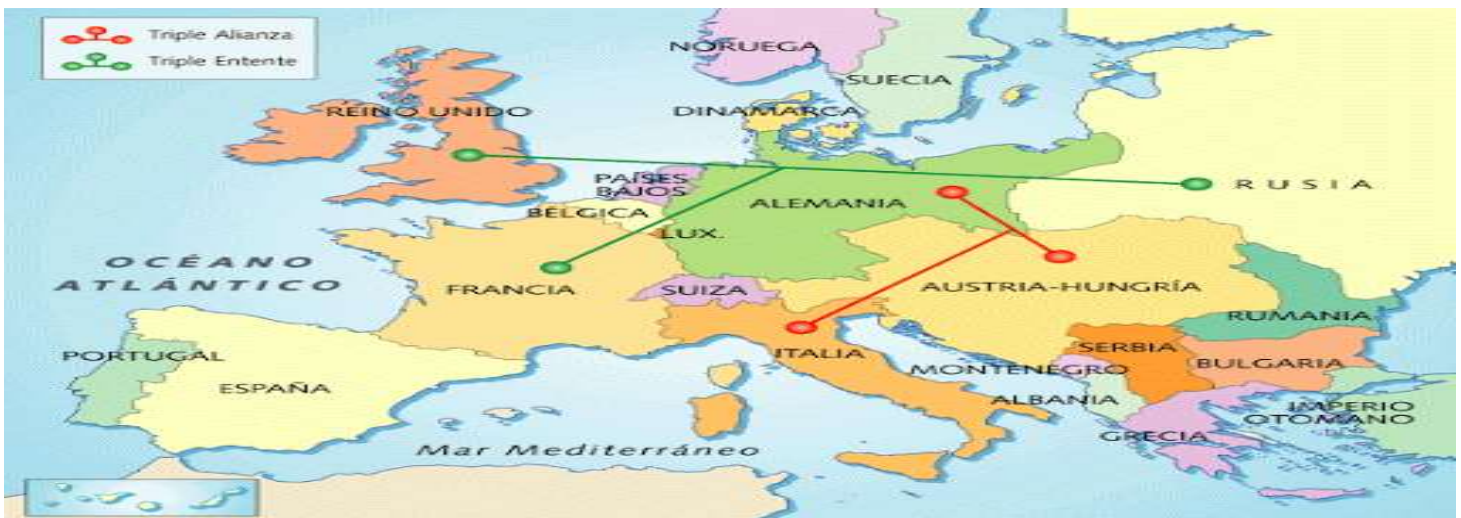 Triple Alianza
Triple Entente
NORUEGA
SUECIA
REINO UNIDO
DINAMARCA
PAÍSES
BAJOS
RUSIA
ALEMANIA
BÉLGICA
LUX.
OCÉANO
ATLÁNTICO
FRANCIA
SUIZA
AUSTRIA-HUNGRÍA
RUMANIA
PORTUGAL
ITALIA
SERBIA
BULGARIA
ESPAÑA
MONTENEGRO
ALBANIA
IMPERIO
OTOMANO
GRECIA
Mar Mediterráneo